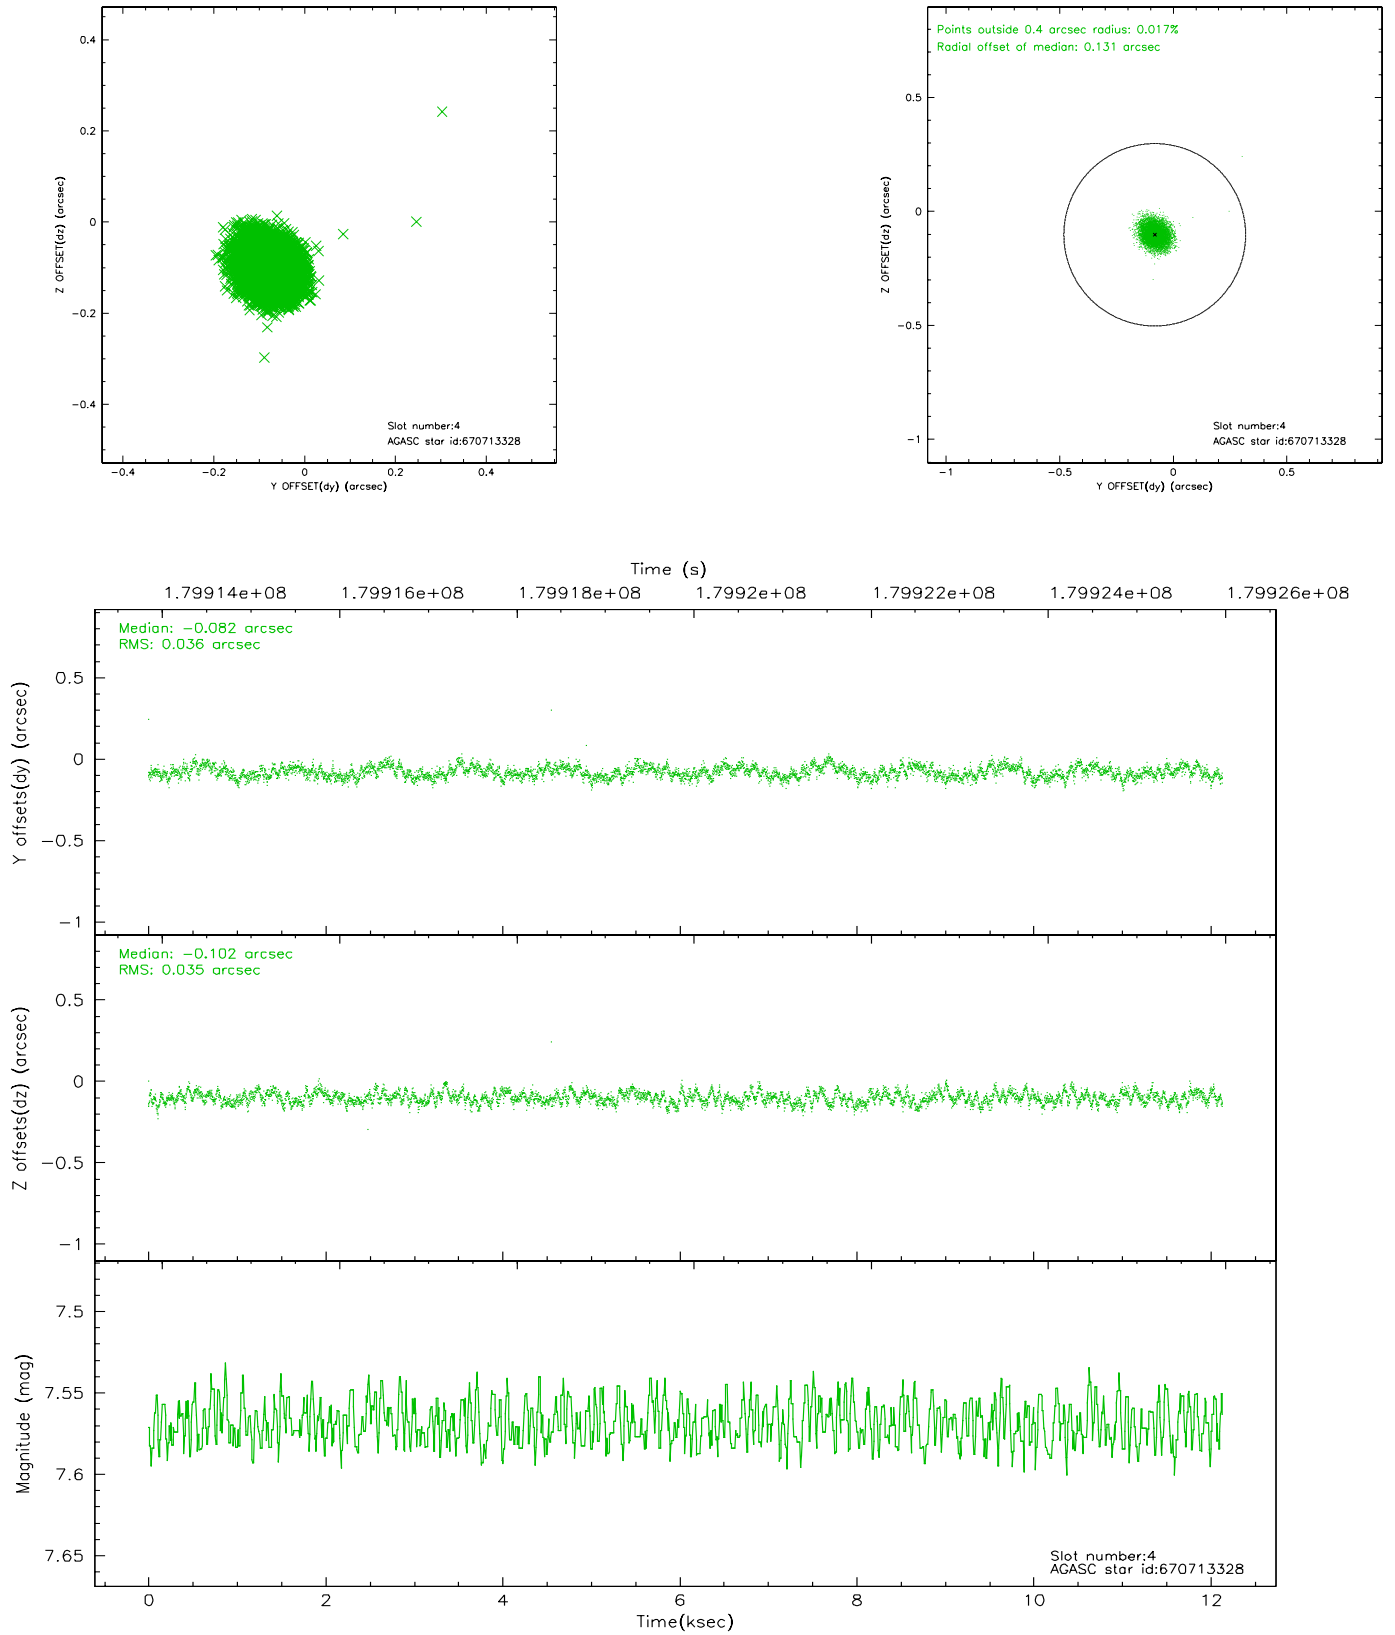 0.4
0.2
0
-0.2
-0.4
Z OFFSET(dz) (arcsec)
Slot number:4
AGASC star id:670713328
-0.4 -0.2 0 0.2 0.4
Y OFFSET(dy) (arcsec)
Points outside 0.4 arcsec radius: 0.017%
Radial offset of median: 0.131 arcsec
0.5
0
-0.5
-1
Z OFFSET(dz) (arcsec)
Slot number:4
AGASC star id:670713328
-1 -0.5 0 0.5
Y OFFSET(dy) (arcsec)
Time (s)
1.79914e+08 1.79916e+08 1.79918e+08 1.7992e+08 1.79922e+08 1.79924e+08 1.79926e+08
Median: -0.082 arcsec
RMS: 0.036 arcsec
0.5
0
-0.5
-1
Y offsets(dy) (arcsec)
Median: -0.102 arcsec
RMS: 0.035 arcsec
0.5
0
-0.5
-1
Z offsets(dz) (arcsec)
7.5
7.55
7.6
7.65
Magnitude (mag)
Slot number:4
AGASC star id:670713328
0 2 4 6 8 10 12
Time(ksec)